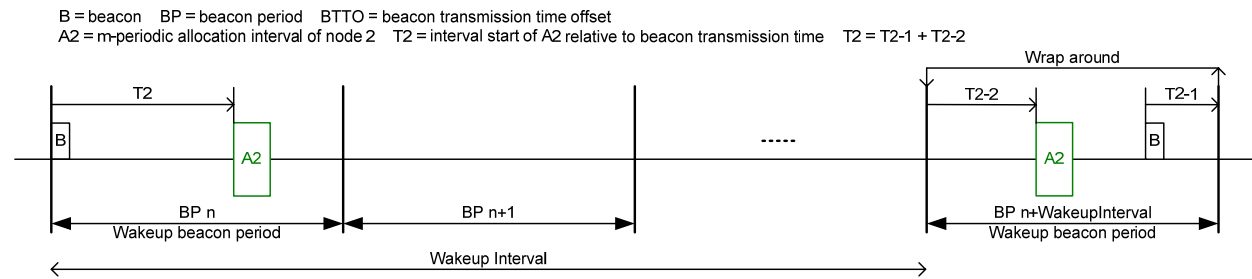 B = beacon BP = beacon period BTTO = beacon transmission time offset
A2 = m-periodic allocation interval of node 2 T2 = interval start of A2 relative to beacon transmission time T2 = T2-1 + T2-2
Wrap around
T2
T2-2
T2-1
B
A2
.....
A2
B
BP n
BP n+1
BP n+WakeupInterval
Wakeup beacon period
Wakeup beacon period
Wakeup Interval